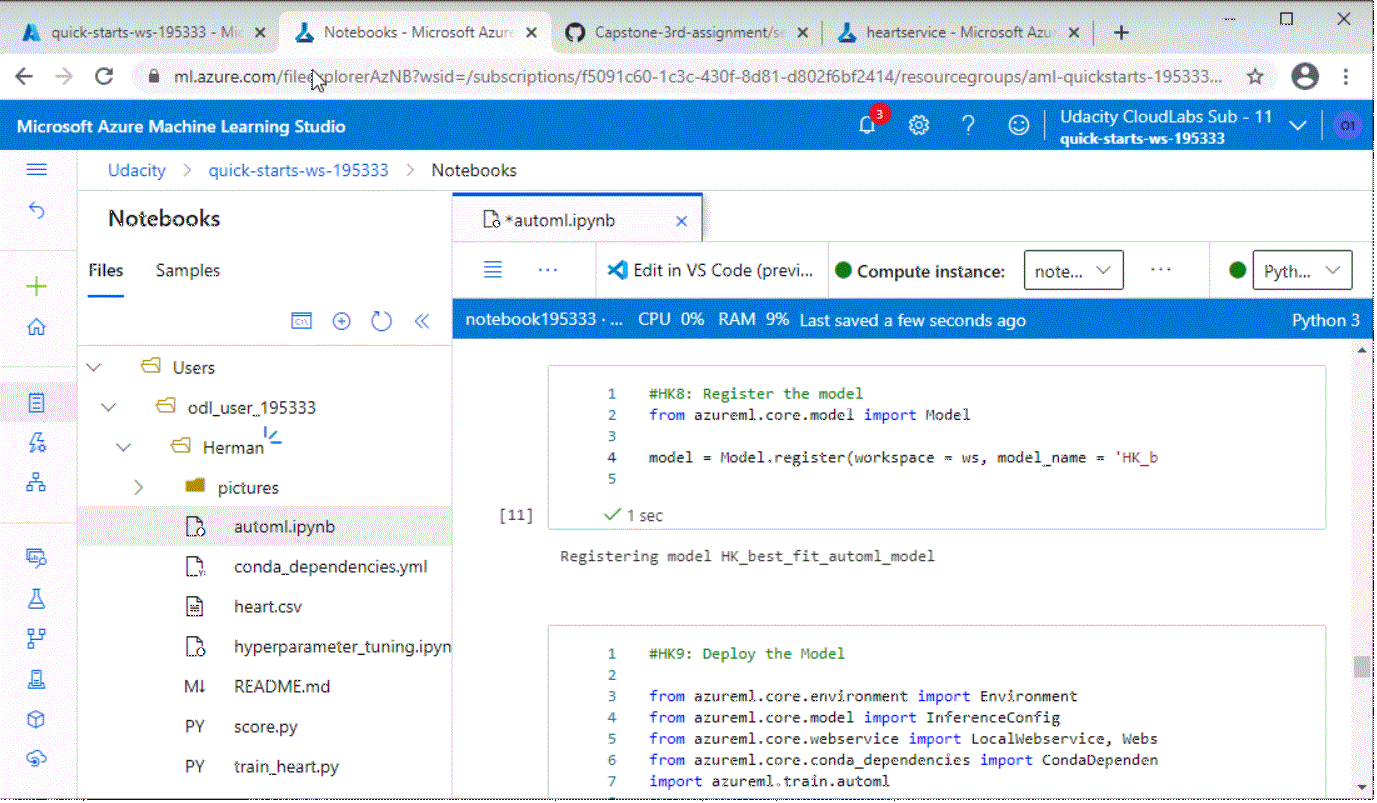 quick-starts-ws-195333 - Mic
Notebooks - Microsoft Azure
Capstone-3rd-assignment/se
heartservice - Microsoft Azur
ml.azure.com/fileexplorerAzNB?wsid=/subscriptions/f5091c60-1c3c-430f-8d81-d802f6bf2414/resourcegroups/aml-quickstarts-195333...
Microsoft Azure Machine Learning Studio
3
Udacity CloudLabs Sub - 11
quick-starts-ws-195333
O1
Udacity > quick-starts-ws-195333 > Notebooks
Notebooks
Files Samples
Users
odl_user_195333
Herman
pictures
automl.ipynb
conda_dependencies.yml
heart.csv
hyperparameter_tuning.ipyn
M↓ README.md
PY score.py
PY train_heart.py
*automl.ipynb
Edit in VS Code (previ... Compute instance: note... ... Pyth...
notebook195333 · ... CPU 0% RAM 9% Last saved a few seconds ago Python 3
1 #HK8: Register the model
2 from azureml.core.model import Model
3
4 model = Model.register(workspace = ws, model_name = 'HK_b
5
[11] 1 sec
Registering model HK_best_fit_automl_model
1 #HK9: Deploy the Model
2
3 from azureml.core.environment import Environment
4 from azureml.core.model import InferenceConfig
5 from azureml.core.webservice import LocalWebservice, Webs
6 from azureml.core.conda_dependencies import CondaDependen
7 import azureml.train.automl